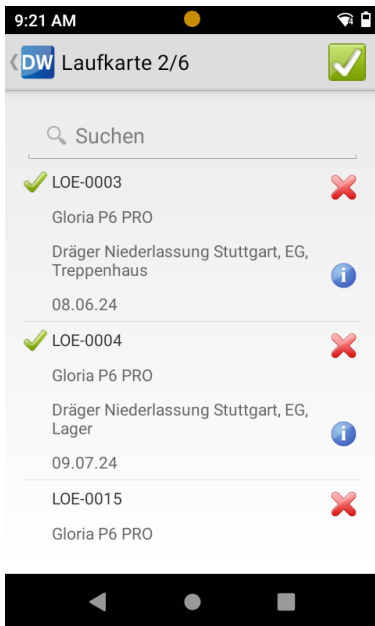 9:21 AM
DW Laufkarte 2/6
Suchen
LOE-0003
Gloria P6 PRO
Dräger Niederlassung Stuttgart, EG,
Treppenhaus
08.06.24
LOE-0004
Gloria P6 PRO
Dräger Niederlassung Stuttgart, EG,
Lager
09.07.24
LOE-0015
Gloria P6 PRO